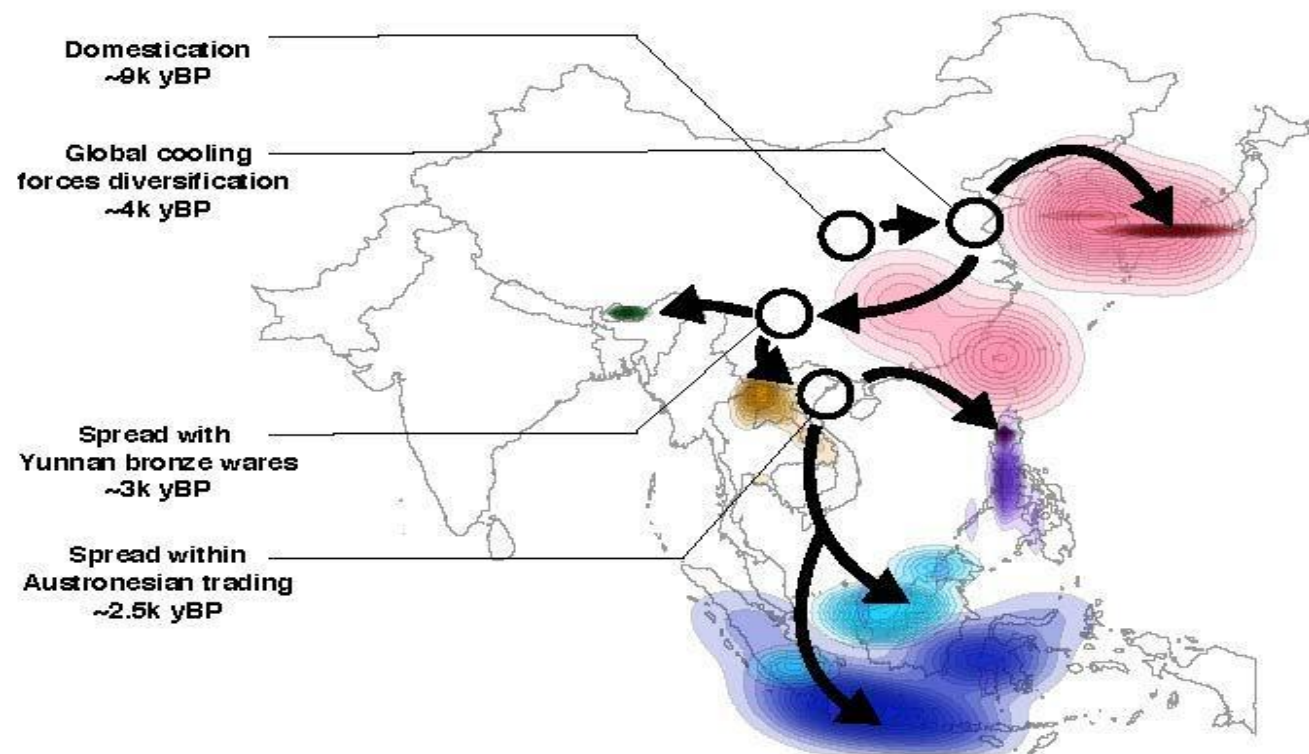 Domestication
~9k yBP
Global cooling
forces diversification
~4k yBP
Spread with
Yunnan bronze wares
~3k yBP
Spread within
Austronesian trading
~2.5k yBP